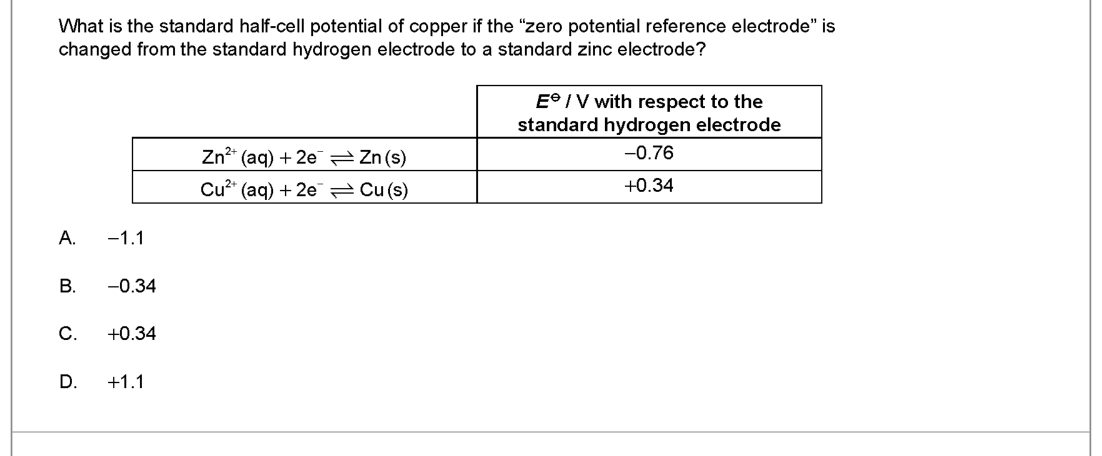 What is the standard half-cell potential of copper if the “zero potential reference electrode” is
changed from the standard hydrogen electrode to a standard zinc electrode?
E⊖ / V with respect to the
standard hydrogen electrode
Zn²⁺ (aq) + 2e⁻ ⇌ Zn (s) −0.76
Cu²⁺ (aq) + 2e⁻ ⇌ Cu (s) +0.34
A. −1.1
B. −0.34
C. +0.34
D. +1.1